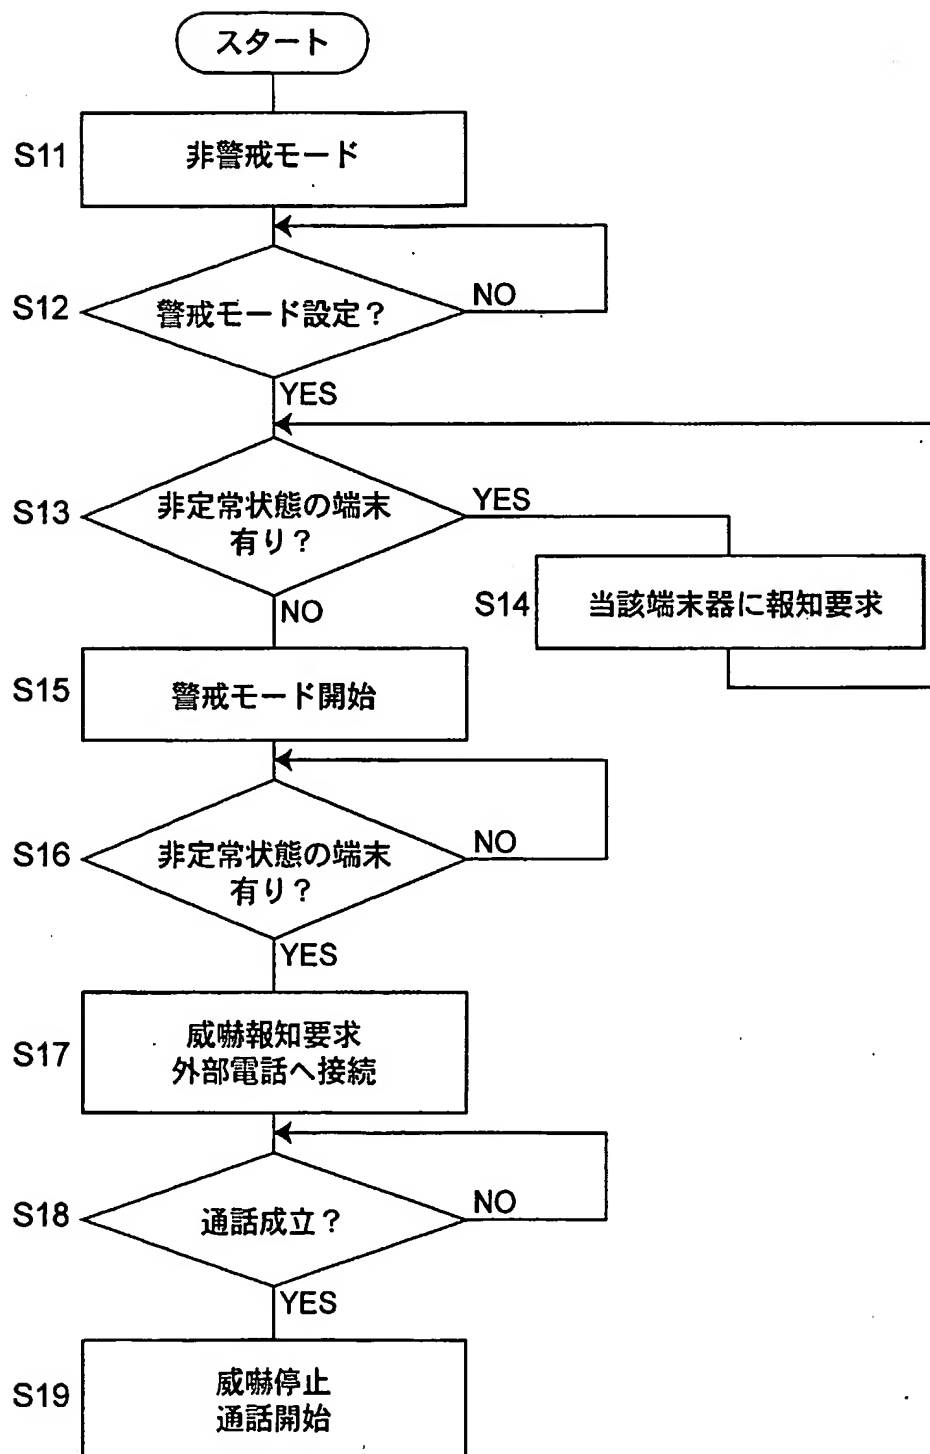 スタート
S11
非警戒モード
S12
警戒モード設定？
NO
YES
S13
非定常状態の端末
有り？
YES
NO
S14
当該端末器に報知要求
S15
警戒モード開始
S16
非定常状態の端末
有り？
NO
YES
S17
威嚇報知要求
外部電話へ接続
S18
通話成立？
NO
YES
S19
威嚇停止
通話開始